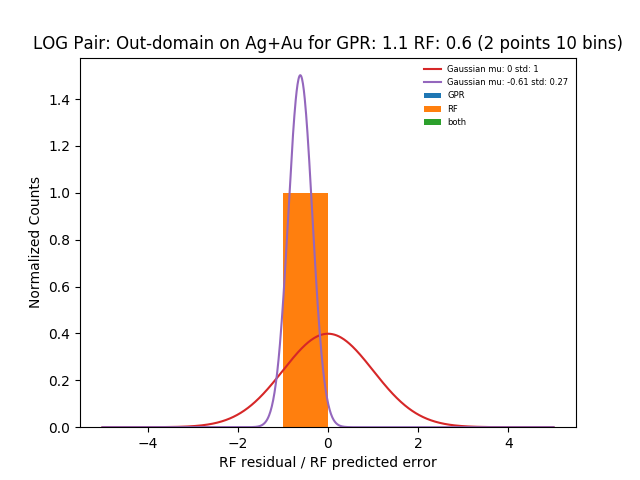 LOG Pair: Out-domain on Ag+Au for GPR: 1.1 RF: 0.6 (2 points 10 bins)
Gaussian mu: 0 std: 1
Gaussian mu: -0.61 std: 0.27
GPR
RF
both
Normalized Counts
1.4
1.2
1.0
0.8
0.6
0.4
0.2
0.0
−4 −2 0 2 4
RF residual / RF predicted error